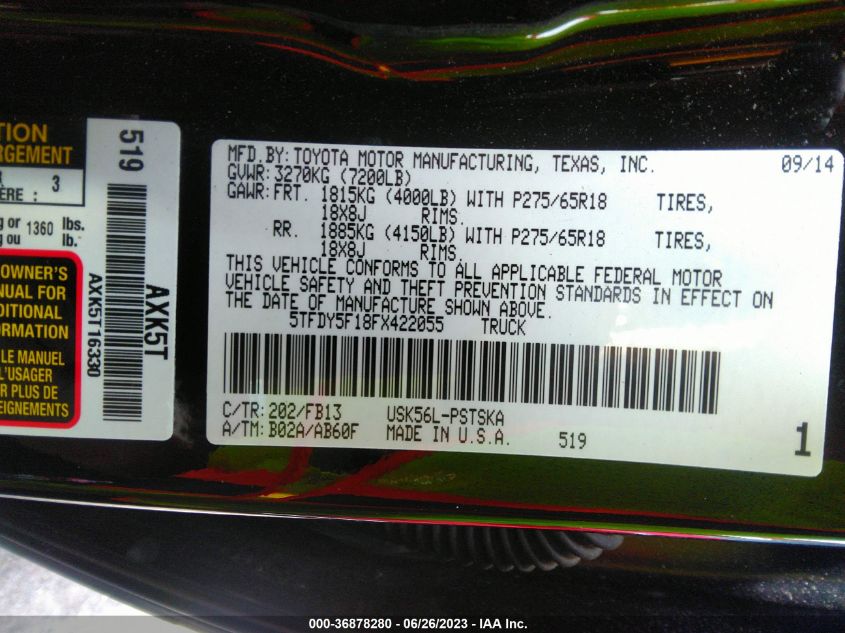 TION
RGEMENT
ÈRE : 3
g or 1360 lbs.
g ou lb.
OWNER'S
NUAL FOR
DITIONAL
FORMATION
LE MANUEL
L'USAGER
R PLUS DE
EIGNEMENTS
519
AXK5T
AXK5T16330
MFD.BY: TOYOTA MOTOR MANUFACTURING, TEXAS, INC. 09/14
GVWR: 3270KG (7200LB)
GAWR: FRT. 1815KG (4000LB) WITH P275/65R18 TIRES,
18X8J RIMS.
RR. 1885KG (4150LB) WITH P275/65R18 TIRES,
18X8J RIMS.
THIS VEHICLE CONFORMS TO ALL APPLICABLE FEDERAL MOTOR
VEHICLE SAFETY AND THEFT PREVENTION STANDARDS IN EFFECT ON
THE DATE OF MANUFACTURE SHOWN ABOVE.
5TFDY5F18FX422055 TRUCK
C/TR: 202/FB13 USK56L-PSTSKA
A/TM: B02A/AB60F MADE IN U.S.A. 519 1
000-36878280 - 06/26/2023 - IAA Inc.